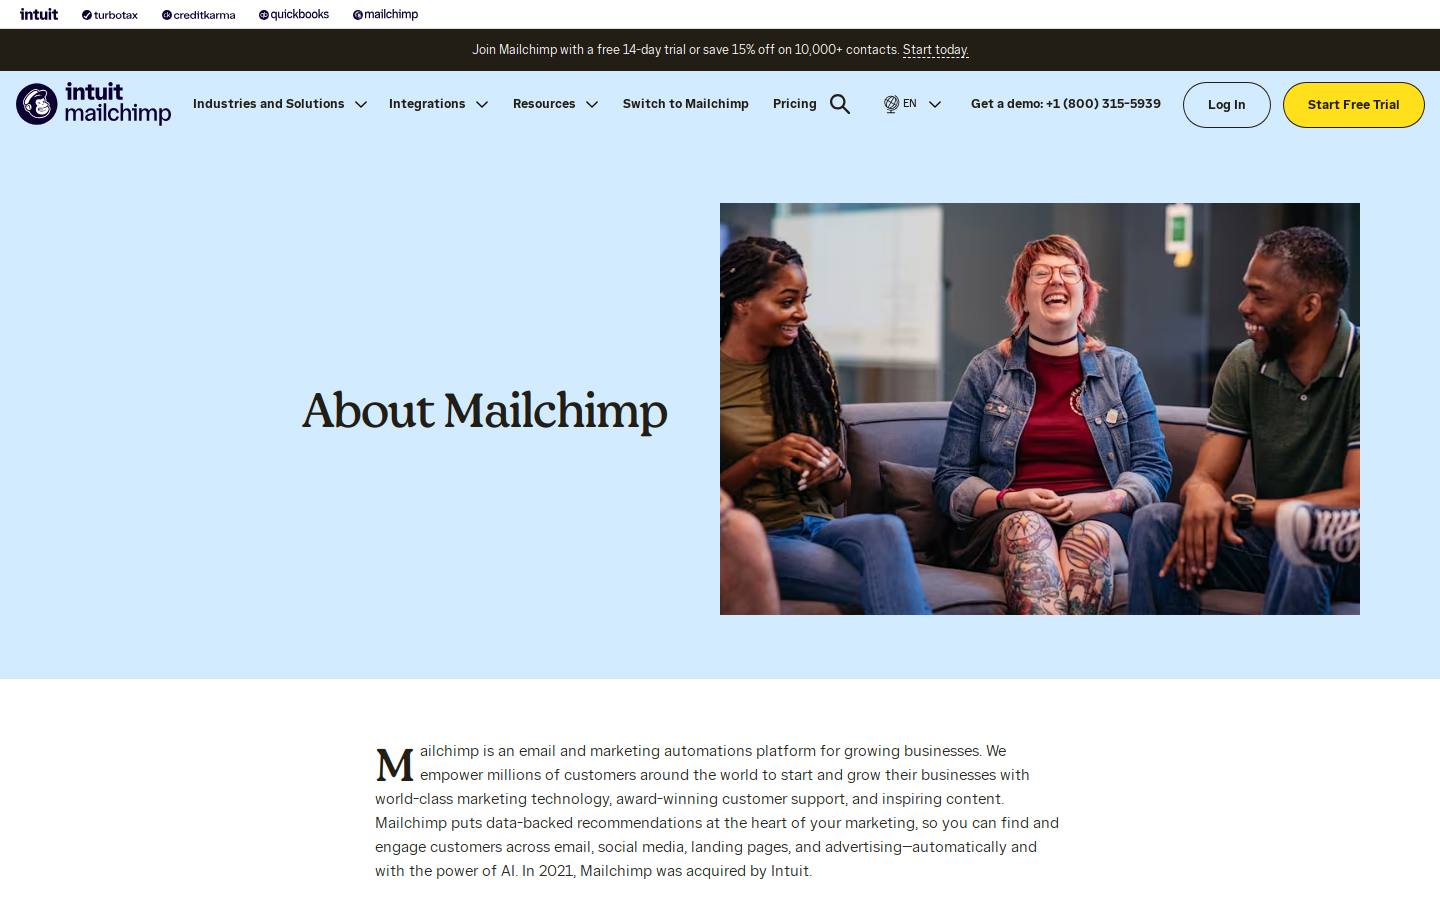 intuit turbotax creditkarma quickbooks mailchimp
Join Mailchimp with a free 14-day trial or save 15% off on 10,000+ contacts. Start today.
intuit
mailchimp
Industries and Solutions Integrations Resources Switch to Mailchimp Pricing EN Get a demo: +1 (800) 315-5939 Log In Start Free Trial
About Mailchimp
Mailchimp is an email and marketing automations platform for growing businesses. We
empower millions of customers around the world to start and grow their businesses with
world-class marketing technology, award-winning customer support, and inspiring content.
Mailchimp puts data-backed recommendations at the heart of your marketing, so you can find and
engage customers across email, social media, landing pages, and advertising—automatically and
with the power of AI. In 2021, Mailchimp was acquired by Intuit.